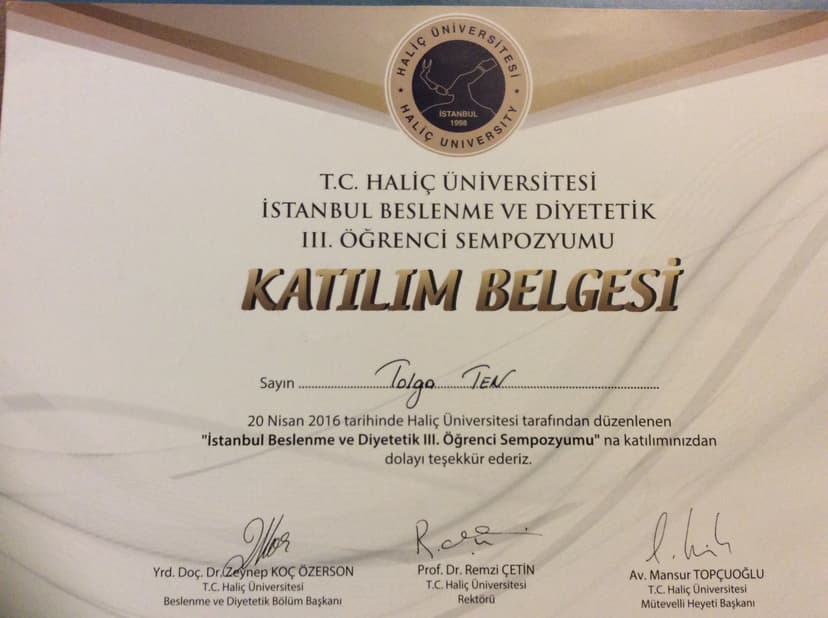 HALİÇ ÜNİVERSİTESİ
İSTANBUL
1998
HALİÇ UNIVERSITY
T.C. HALİÇ ÜNİVERSİTESİ
İSTANBUL BESLENME VE DİYETETİK
III. ÖĞRENCİ SEMPOZYUMU
KATILIM BELGESİ
Sayın Tolga TEN
20 Nisan 2016 tarihinde Haliç Üniversitesi tarafından düzenlenen
"İstanbul Beslenme ve Diyetetik III. Öğrenci Sempozyumu" na katılımınızdan
dolayı teşekkür ederiz.
Yrd. Doç. Dr. Zeynep KOÇ ÖZERSON
T.C. Haliç Üniversitesi
Beslenme ve Diyetetik Bölüm Başkanı
Prof. Dr. Remzi ÇETİN
T.C. Haliç Üniversitesi
Rektörü
Av. Mansur TOPÇUOĞLU
T.C. Haliç Üniversitesi
Mütevelli Heyeti Başkanı